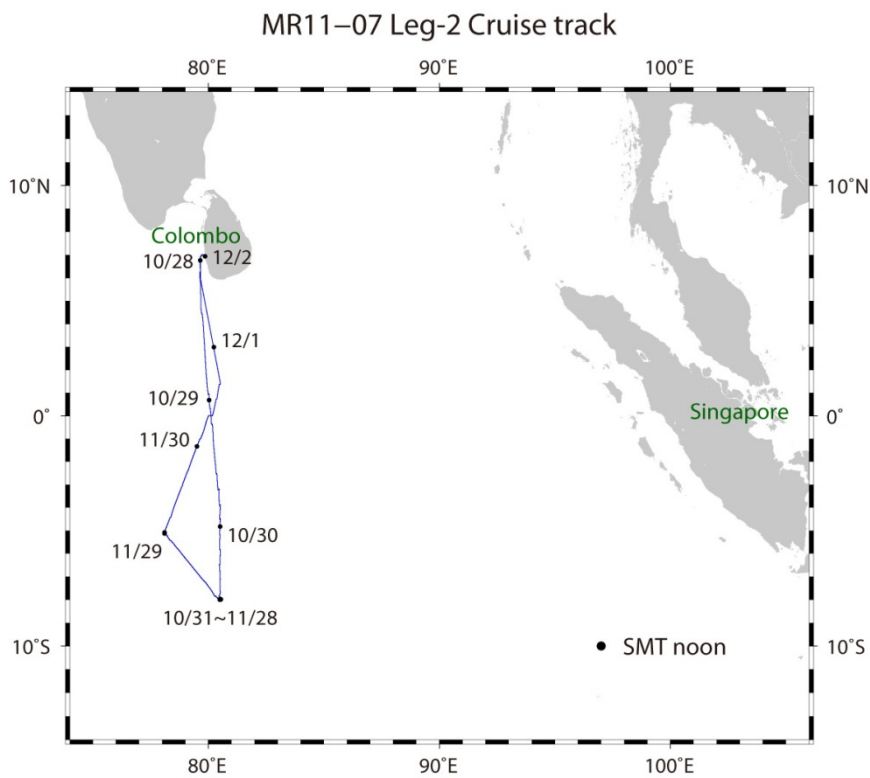 MR11−07 Leg-2 Cruise track
80˚E 90˚E 100˚E
10˚N 10˚N
Colombo
10/28 12/2
12/1
10/29
0˚ Singapore 0˚
11/30
10/30
11/29
10/31~11/28
10˚S SMT noon 10˚S
80˚E 90˚E 100˚E